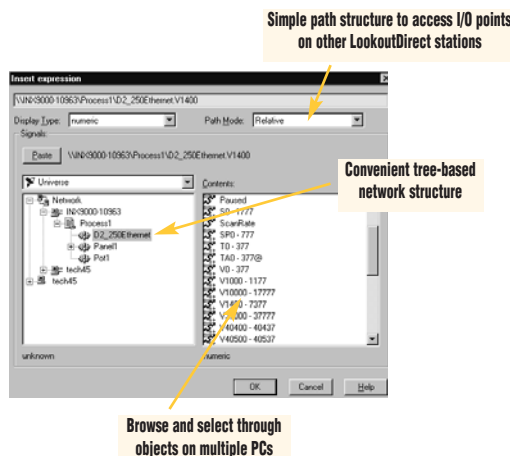 Simple path structure to access I/O points
on other LookoutDirect stations
Insert expression
\\INX9000-10963\Process1\D2_250Ethernet.V1400
Display Type: numeric Path Mode: Relative
Signals:
Paste \\INX9000-10963\Process1\D2_250Ethernet.V1400
Convenient tree-based
network structure
Universe
Contents:
Network
INX9000-10963
Process1
D2_250Ethernet
Panel1
Pot1
tech45
tech45
Paused
S0 - 1777
ScanRate
SP0 - 777
T0 - 377
TA0 - 377@
V0 - 377
V1000 - 1177
V10000 - 17777
V1400 - 7377
- 37777
V40400 - 40437
V40500 - 40537
unknown
numeric
OK Cancel Help
Browse and select through
objects on multiple PCs